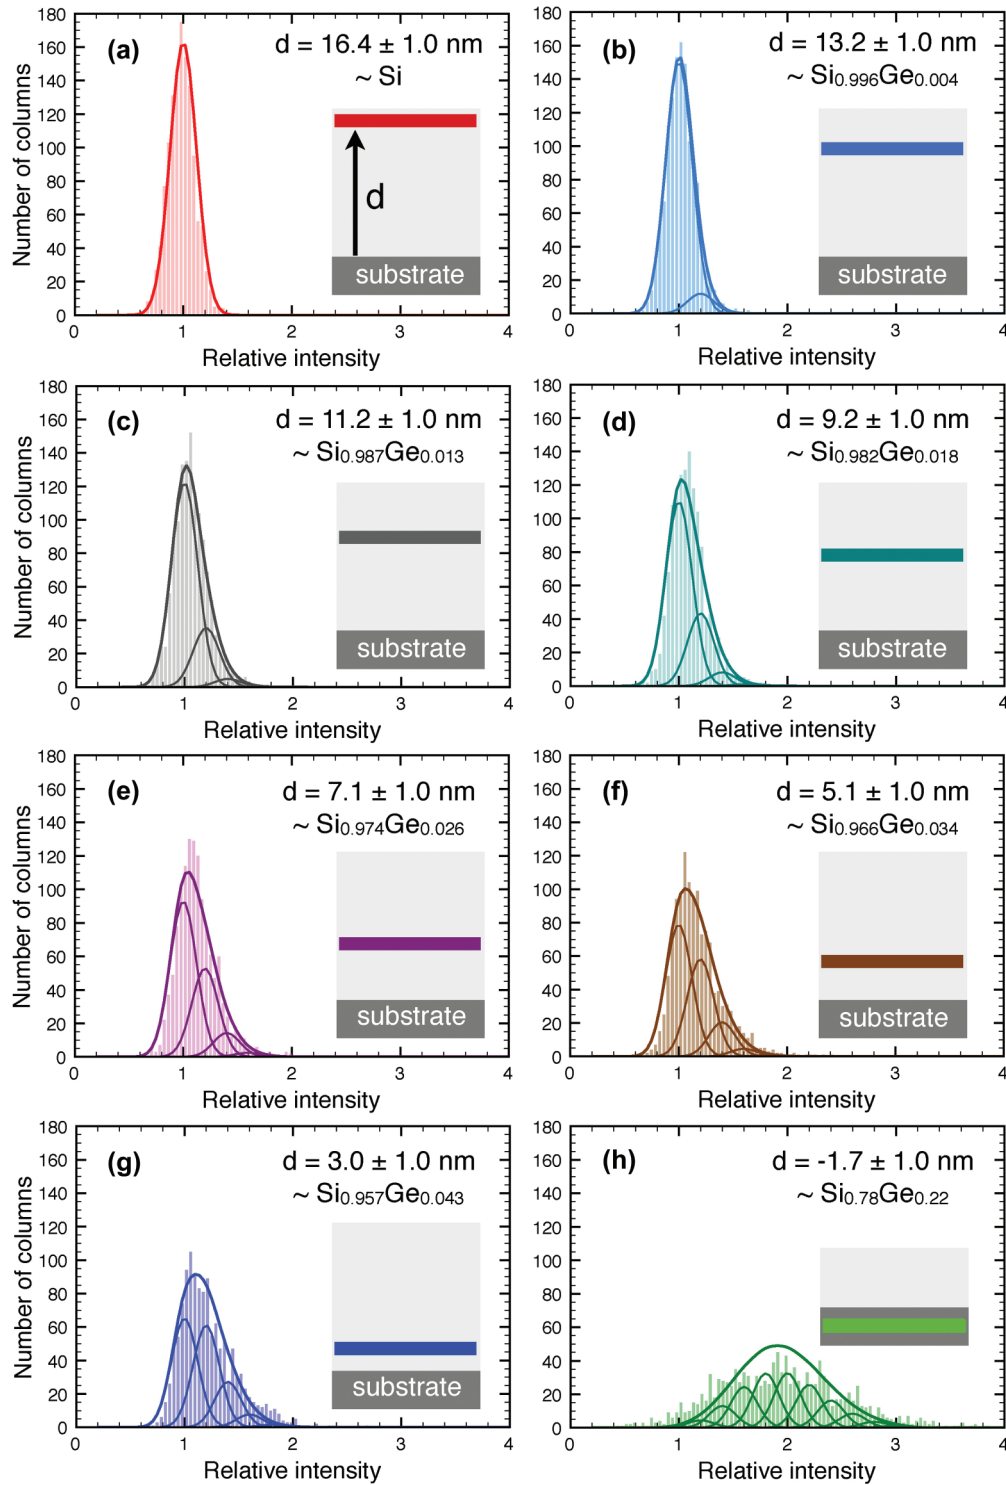 (a)
d = 16.4 ± 1.0 nm
~ Si
d
substrate
Number of columns
180
160
140
120
100
80
60
40
20
0
0 1 2 3 4
Relative intensity
(b)
d = 13.2 ± 1.0 nm
~ Si0.996Ge0.004
180
160
140
120
100
80
60
40
20
0
0 1 2 3 4
Relative intensity
(c)
d = 11.2 ± 1.0 nm
~ Si0.987Ge0.013
substrate
Number of columns
180
160
140
120
100
80
60
40
20
0
0 1 2 3 4
Relative intensity
(d)
d = 9.2 ± 1.0 nm
~ Si0.982Ge0.018
substrate
180
160
140
120
100
80
60
40
20
0
0 1 2 3 4
Relative intensity
(e)
d = 7.1 ± 1.0 nm
~ Si0.974Ge0.026
substrate
Number of columns
180
160
140
120
100
80
60
40
20
0
0 1 2 3 4
Relative intensity
(f)
d = 5.1 ± 1.0 nm
~ Si0.966Ge0.034
substrate
180
160
140
120
100
80
60
40
20
0
0 1 2 3 4
Relative intensity
(g)
d = 3.0 ± 1.0 nm
~ Si0.957Ge0.043
substrate
Number of columns
180
160
140
120
100
80
60
40
20
0
0 1 2 3 4
Relative intensity
(h)
d = -1.7 ± 1.0 nm
~ Si0.78Ge0.22
180
160
140
120
100
80
60
40
20
0
0 1 2 3 4
Relative intensity